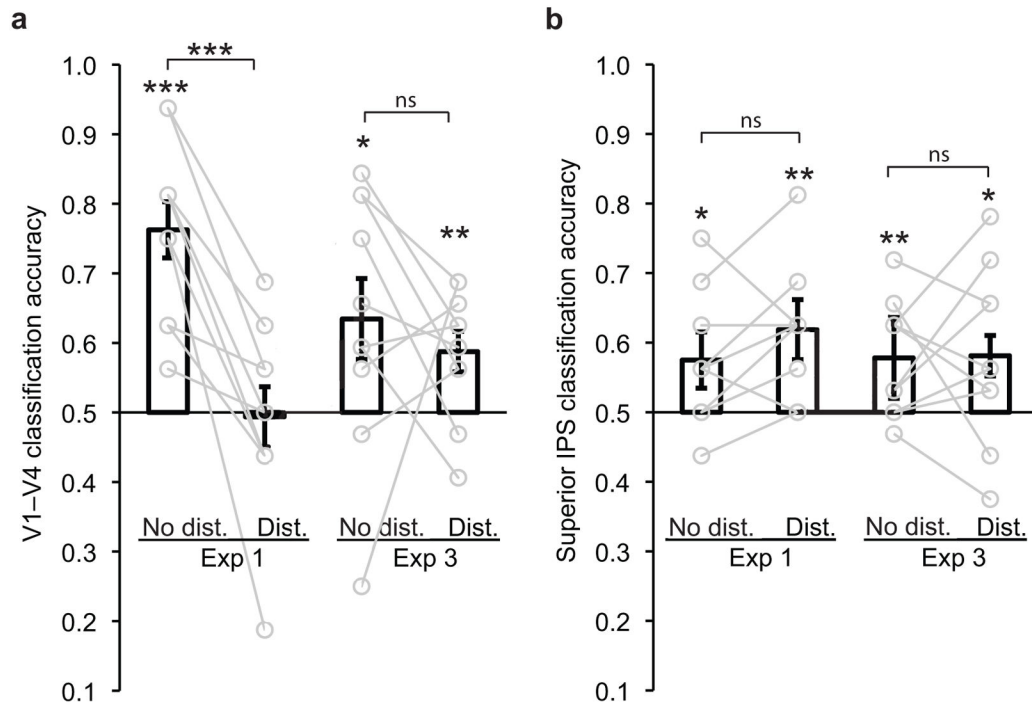 a
***
***
ns
*
**
V1–V4 classification accuracy
1.0
0.9
0.8
0.7
0.6
0.5
0.4
0.3
0.2
0.1
No dist. Dist.
Exp 1
No dist. Dist.
Exp 3
b
ns
ns
*
**
**
*
Superior IPS classification accuracy
1.0
0.9
0.8
0.7
0.6
0.5
0.4
0.3
0.2
0.1
No dist. Dist.
Exp 1
No dist. Dist.
Exp 3